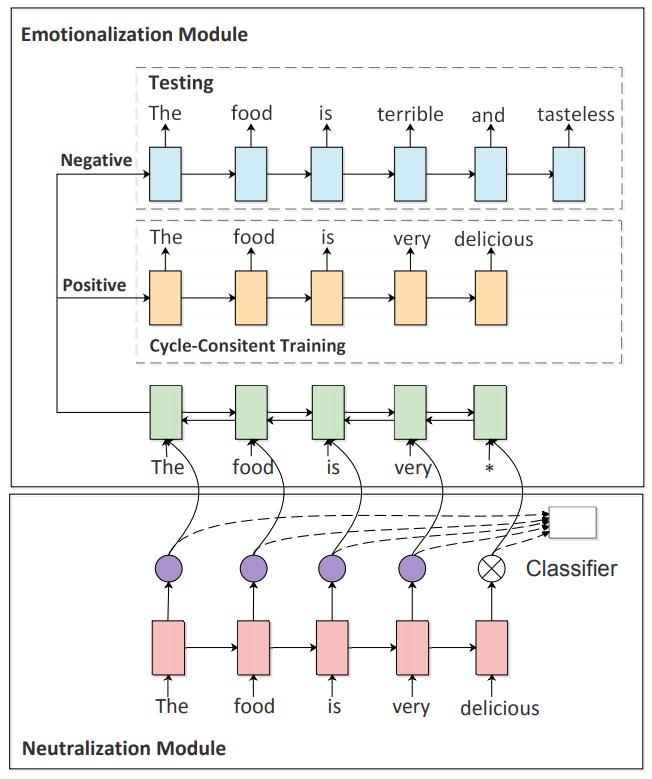 Emotionalization Module
Testing
The food is terrible and tasteless
Negative
The food is very delicious
Positive
Cycle-Consitent Training
The food is very *
Classifier
The food is very delicious
Neutralization Module